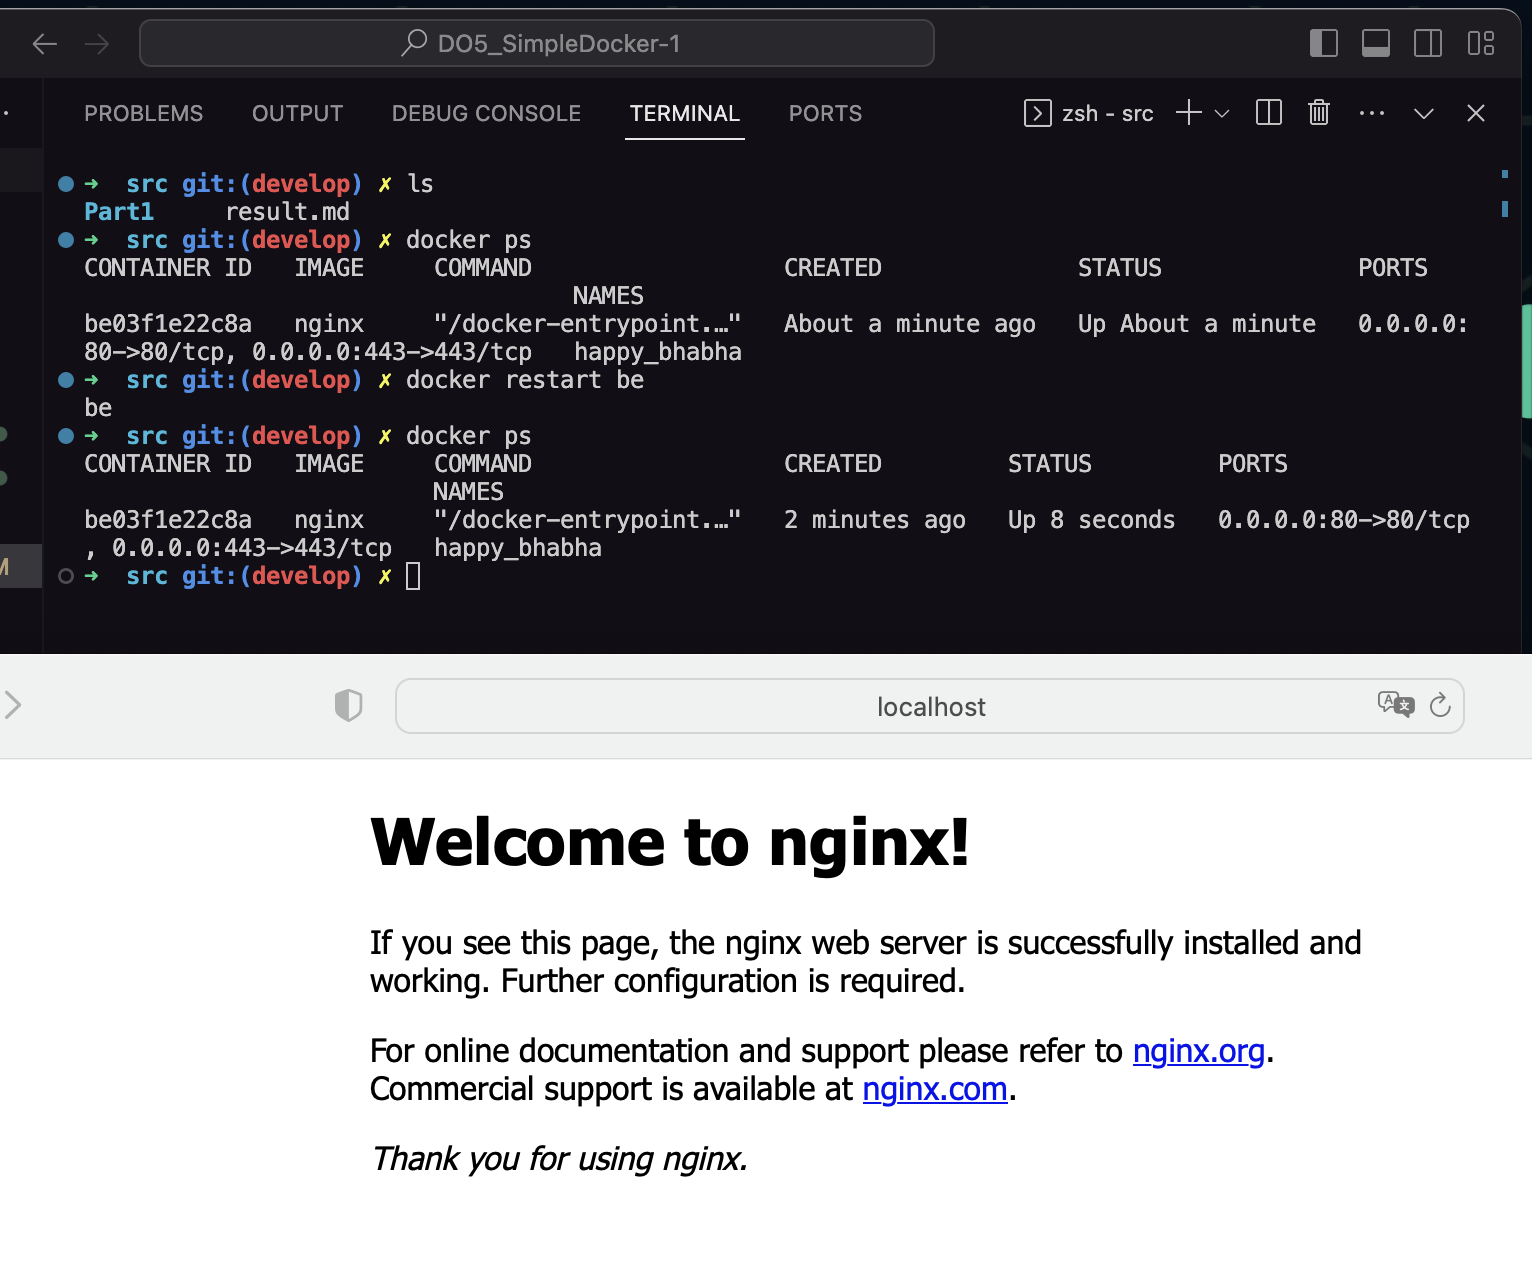 DO5_SimpleDocker-1
PROBLEMS OUTPUT DEBUG CONSOLE TERMINAL PORTS zsh - src
➜ src git:(develop) ✗ ls
Part1 result.md
➜ src git:(develop) ✗ docker ps
CONTAINER ID IMAGE COMMAND CREATED STATUS PORTS
NAMES
be03f1e22c8a nginx "/docker-entrypoint.…" About a minute ago Up About a minute 0.0.0.0:
80->80/tcp, 0.0.0.0:443->443/tcp happy_bhabha
➜ src git:(develop) ✗ docker restart be
be
➜ src git:(develop) ✗ docker ps
CONTAINER ID IMAGE COMMAND CREATED STATUS PORTS
NAMES
be03f1e22c8a nginx "/docker-entrypoint.…" 2 minutes ago Up 8 seconds 0.0.0.0:80->80/tcp
, 0.0.0.0:443->443/tcp happy_bhabha
M
➜ src git:(develop) ✗
localhost
Welcome to nginx!
If you see this page, the nginx web server is successfully installed and
working. Further configuration is required.
For online documentation and support please refer to nginx.org.
Commercial support is available at nginx.com.
Thank you for using nginx.